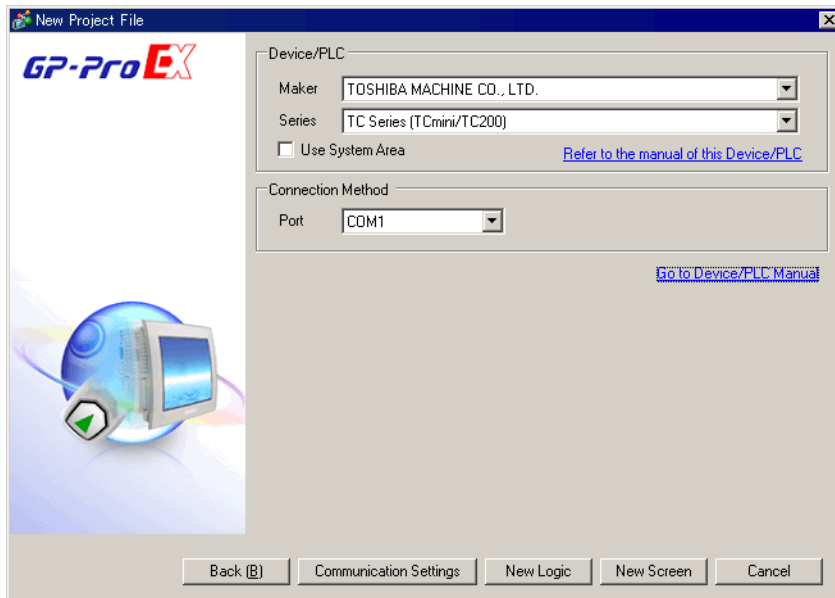 New Project File
GP-Pro EX
Device/PLC
Maker TOSHIBA MACHINE CO., LTD.
Series TC Series (TCmini/TC200)
Use System Area Refer to the manual of this Device/PLC
Connection Method
Port COM1
Go to Device/PLC Manual
Back (B) Communication Settings New Logic New Screen Cancel